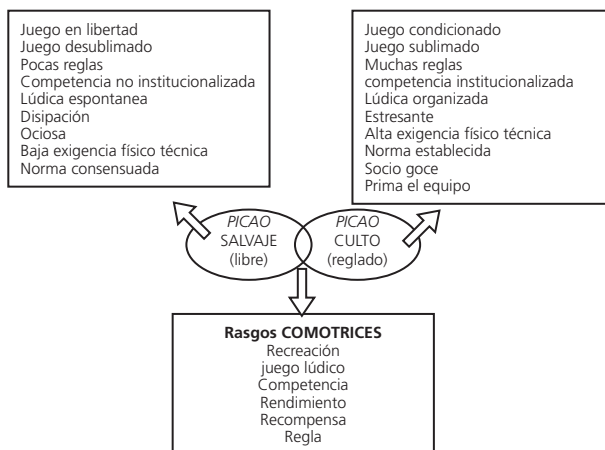 Juego en libertad
Juego desublimado
Pocas reglas
Competencia no institucionalizada
Lúdica espontanea
Disipación
Ociosa
Baja exigencia físico técnica
Norma consensuada
Juego condicionado
Juego sublimado
Muchas reglas
competencia institucionalizada
Lúdica organizada
Estresante
Alta exigencia físico técnica
Norma establecida
Socio goce
Prima el equipo
PICAO
SALVAJE
(libre)
PICAO
CULTO
(reglado)
Rasgos COMOTRICES
Recreación
juego lúdico
Competencia
Rendimiento
Recompensa
Regla